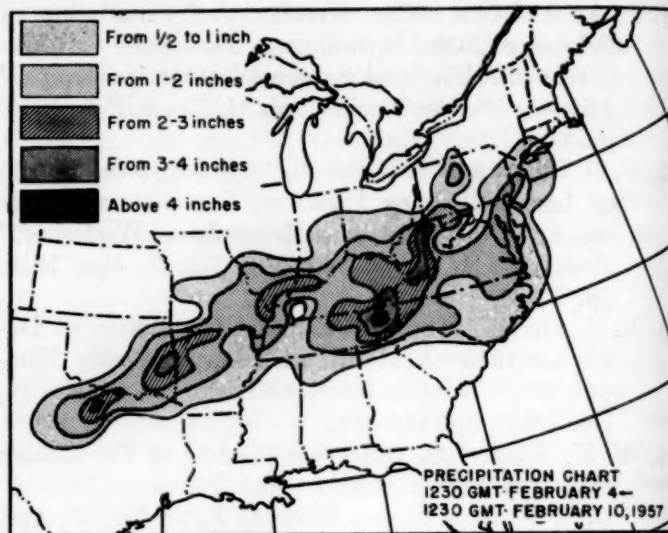 From ½ to 1 inch
From 1-2 inches
From 2-3 inches
From 3-4 inches
Above 4 inches
PRECIPITATION CHART
1230 GMT-FEBRUARY 4—
1230 GMT-FEBRUARY 10, 1957